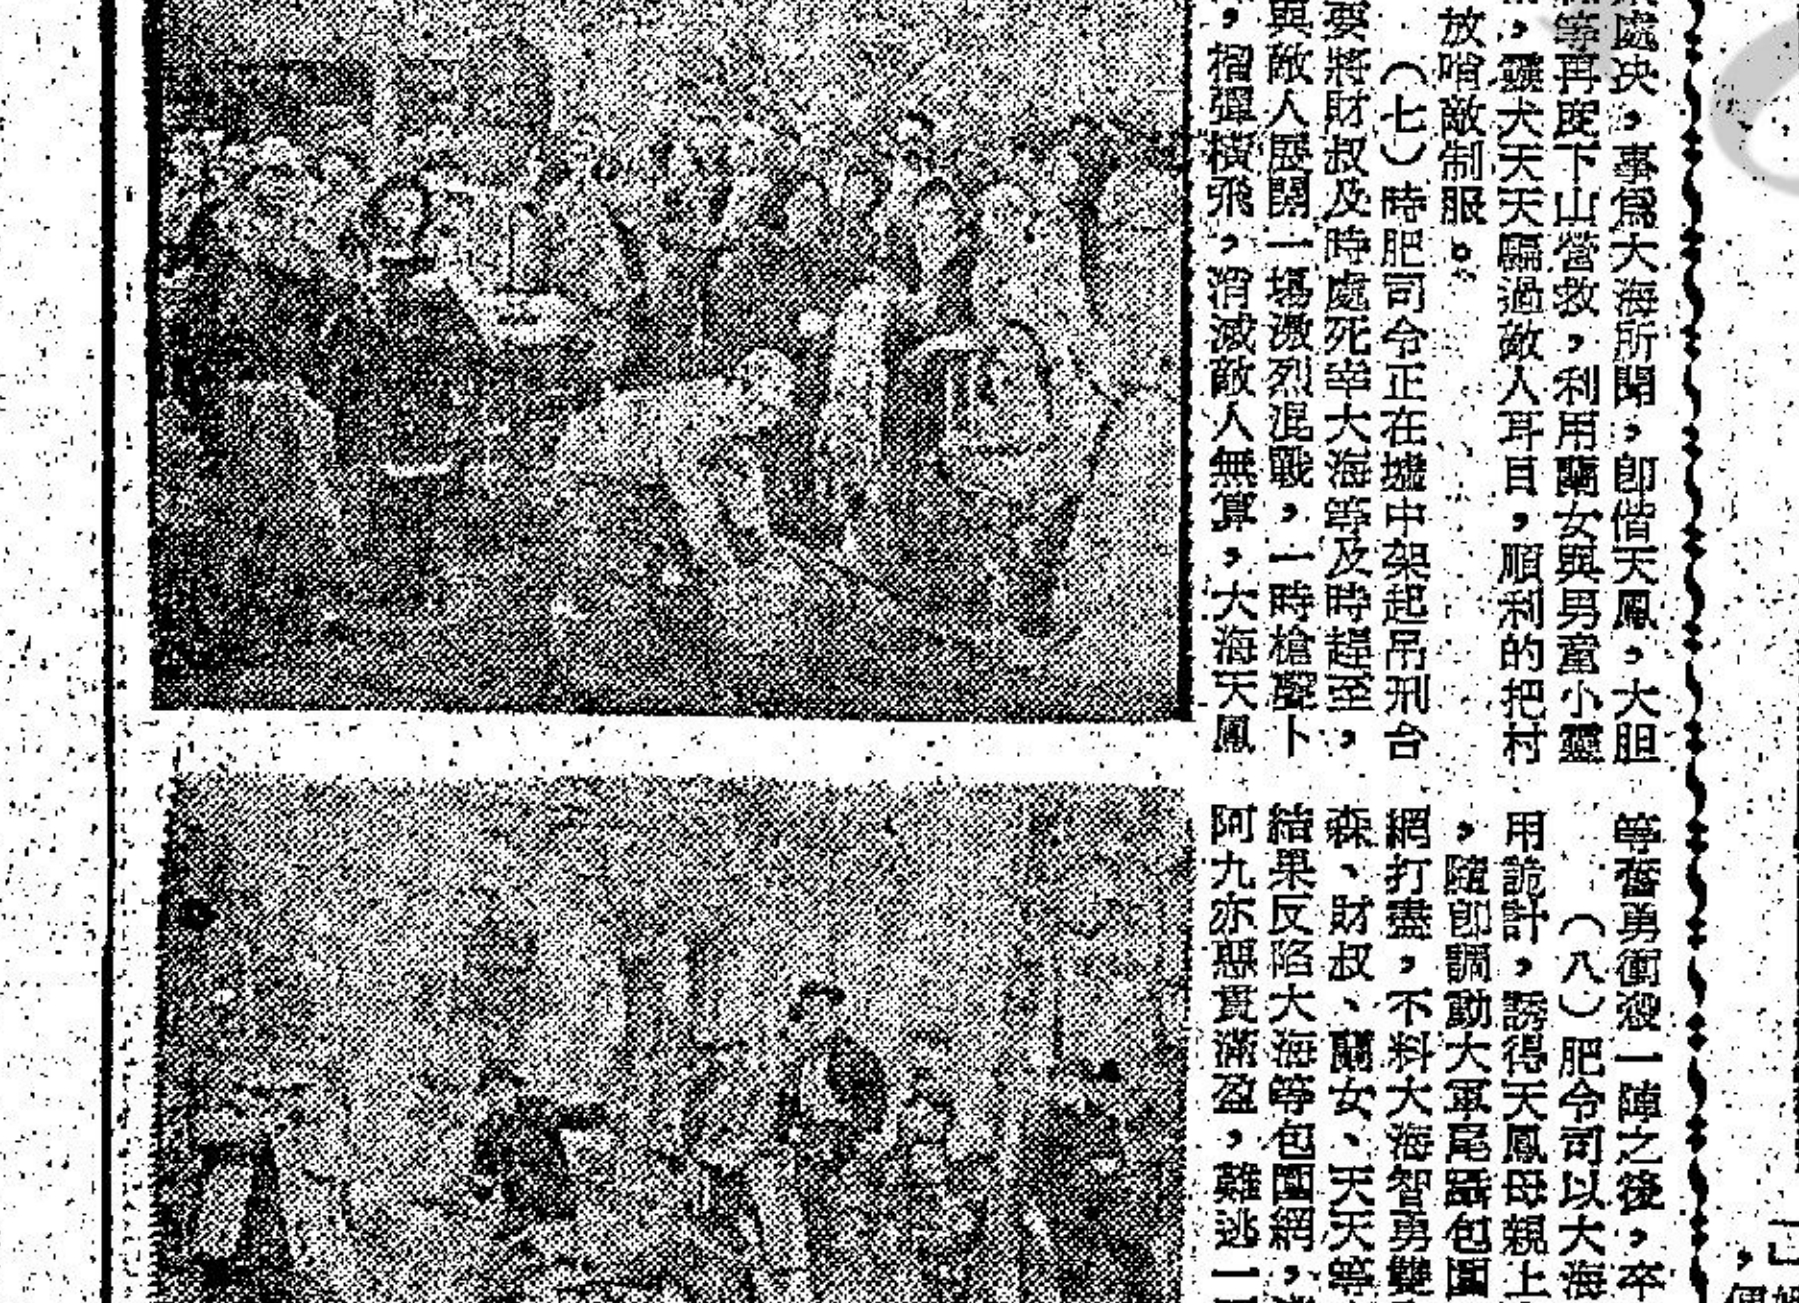 處决，事爲大海所聞，卽偕天鳳，大胆
等再度下山營救，利用蘭女與男童小靈
，靈犬天天騙過敵人耳目，順利的把村
放哨敵制服。
（七）時肥司令正在墟中架起吊刑台
要將財叔及時處死幸大海等及時趕至，
與敵人展開一塲激烈混戰，一時槍聲卜
，榴彈橫飛，消滅敵人無算，大海天鳳
等奮勇衝殺一陣之後，卒
（八）肥令司以大海
用詭計，誘得天鳳母親上
，隨卽調動大軍尾躡包圍
網打盡，不料大海智勇雙
森、財叔、蘭女、天天等
結果反陷大海等包圍網，
阿九亦惡貫滿盈，難逃一